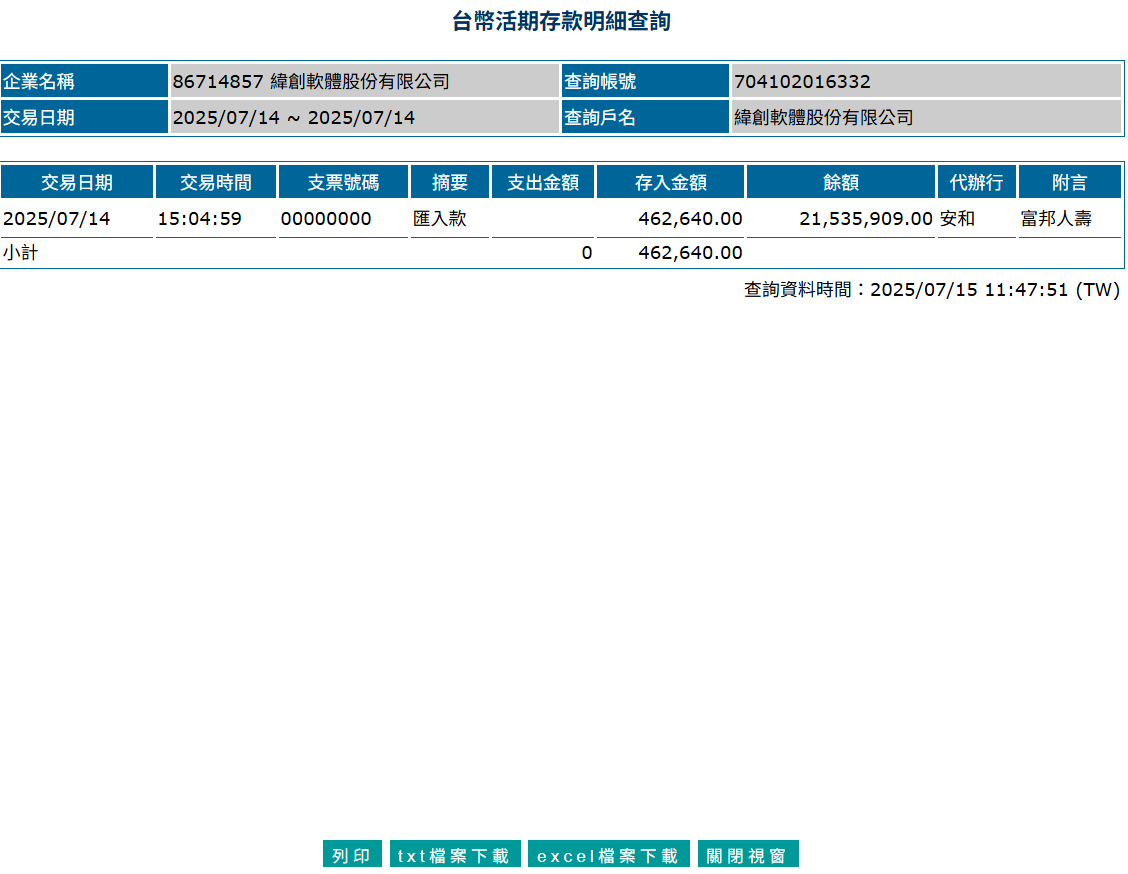 台幣活期存款明細查詢
企業名稱 86714857 緯創軟體股份有限公司 查詢帳號 704102016332
交易日期 2025/07/14 ~ 2025/07/14 查詢戶名 緯創軟體股份有限公司
交易日期 交易時間 支票號碼 摘要 支出金額 存入金額 餘額 代辦行 附言
2025/07/14 15:04:59 00000000 匯入款 462,640.00 21,535,909.00 安和 富邦人壽
小計 0 462,640.00
查詢資料時間：2025/07/15 11:47:51 (TW)
列印 txt檔案下載 excel檔案下載 關閉視窗